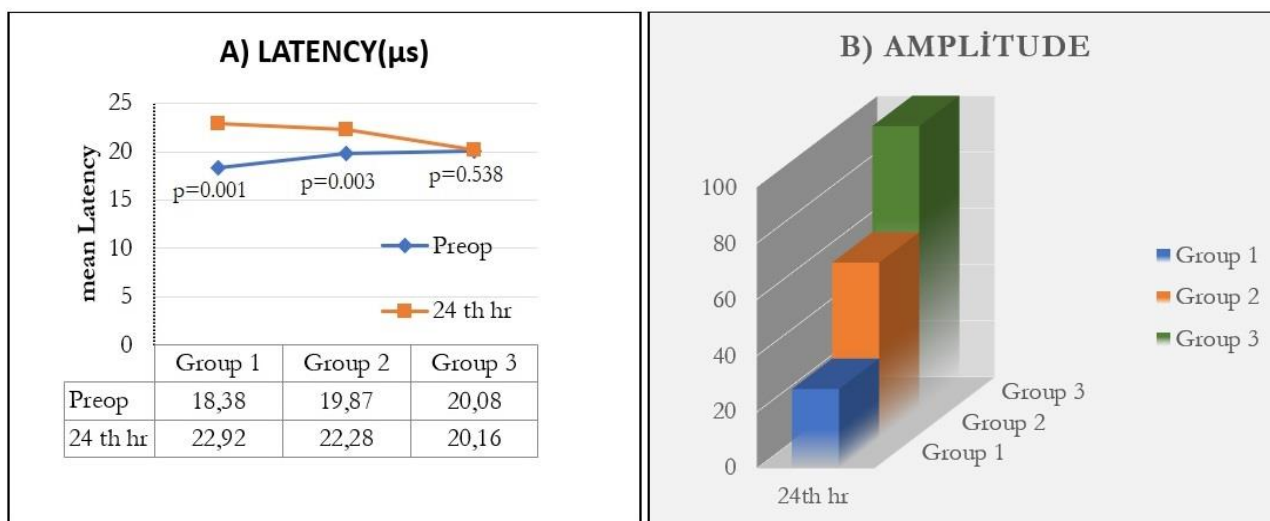 A) LATENCY(µs)
mean Latency
25
20
15
10
5
0
p=0.001 p=0.003 p=0.538
Preop
24 th hr
Group 1 Group 2 Group 3
Preop 18,38 19,87 20,08
24 th hr 22,92 22,28 20,16
B) AMPLİTUDE
100
80
60
40
20
0
24th hr
Group 1
Group 2
Group 3
Group 1
Group 2
Group 3